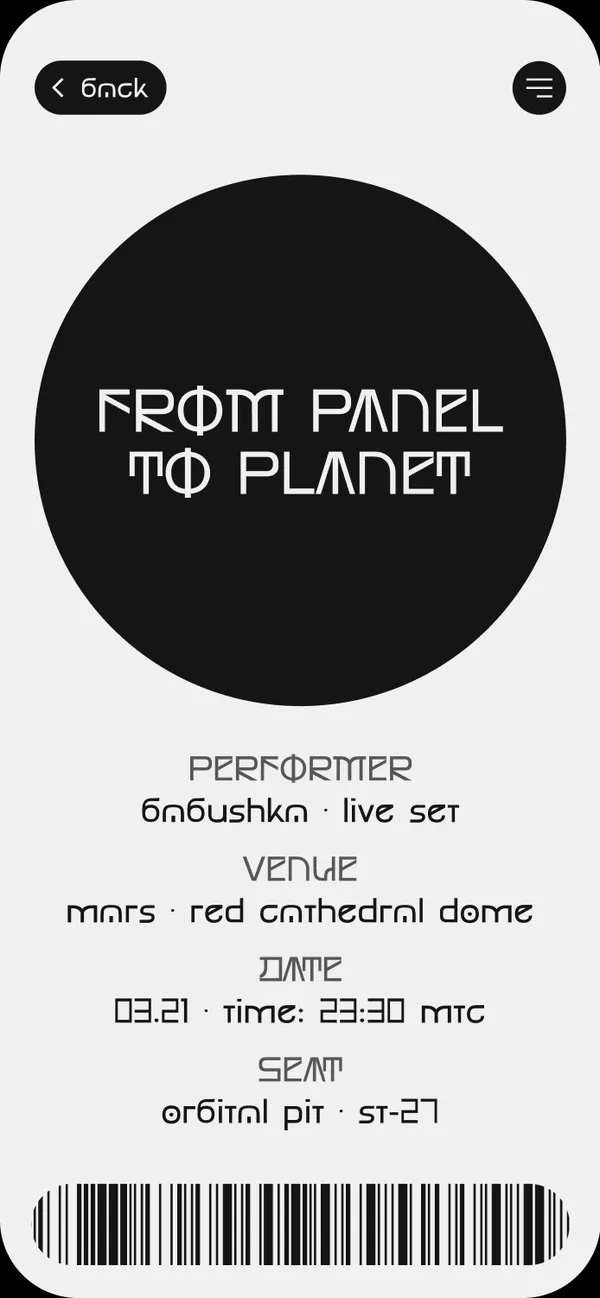 back
FROM PANEL
TO PLANET
PERFORMER
babushka · live set
VENUE
mars · red cathedral dome
DATE
03.21 · time: 23:30 mtc
SEAT
orbital pit · st-27